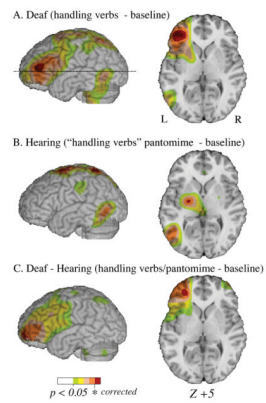 A. Deaf (handling verbs - baseline)
L R
B. Hearing ("handling verbs" pantomime - baseline)
C. Deaf - Hearing (handling verbs/pantomime - baseline)
p < 0.05 * corrected
Z +5